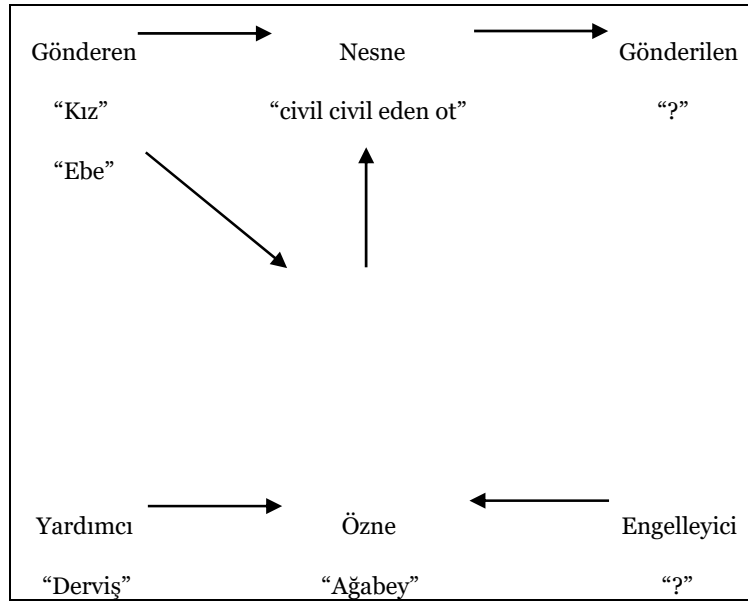 Gönderen Nesne Gönderilen
“Kız” “civil civil eden ot” “?”
“Ebe”
Yardımcı Özne Engelleyici
“Derviş” “Ağabey” “?”